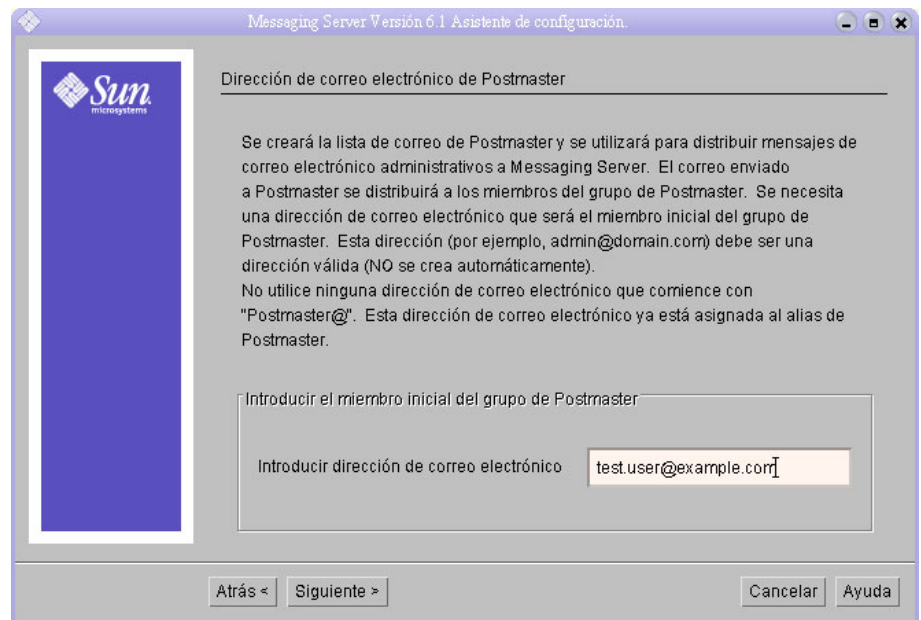 Messaging Server Versión 6.1 Asistente de configuración.
Sun
microsystems
Dirección de correo electrónico de Postmaster
Se creará la lista de correo de Postmaster y se utilizará para distribuir mensajes de
correo electrónico administrativos a Messaging Server. El correo enviado
a Postmaster se distribuirá a los miembros del grupo de Postmaster. Se necesita
una dirección de correo electrónico que será el miembro inicial del grupo de
Postmaster. Esta dirección (por ejemplo, admin@domain.com) debe ser una
dirección válida (NO se crea automáticamente).
No utilice ninguna dirección de correo electrónico que comience con
"Postmaster@". Esta dirección de correo electrónico ya está asignada al alias de
Postmaster.
Introducir el miembro inicial del grupo de Postmaster
Introducir dirección de correo electrónico test.user@example.com
Atrás < Siguiente > Cancelar Ayuda